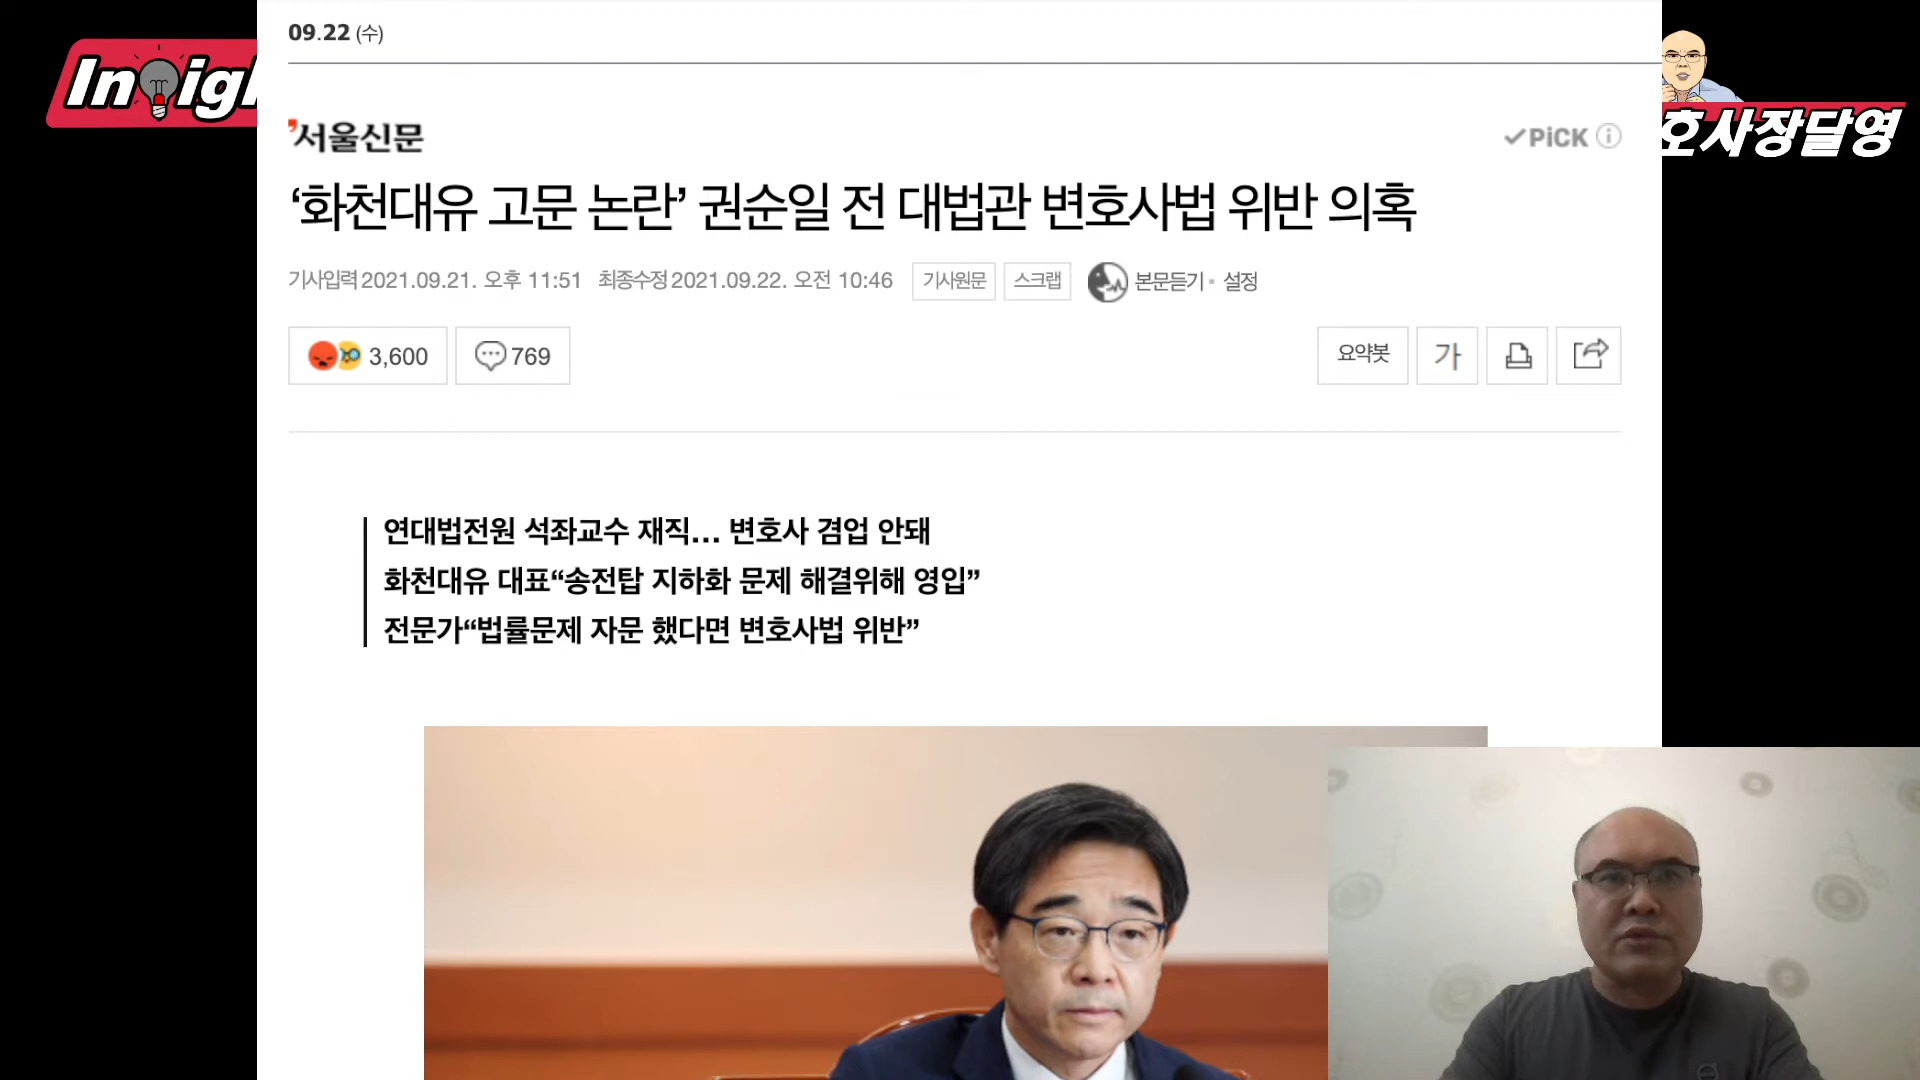 09.22 (수)
서울신문
PiCK
호사장달영
‘화천대유 고문 논란’ 권순일 전 대법관 변호사법 위반 의혹
기사입력 2021.09.21. 오후 11:51 최종수정 2021.09.22. 오전 10:46 기사원문 스크랩 본문듣기 · 설정
3,600 769 요약봇 가
연대법전원 석좌교수 재직... 변호사 겸업 안돼
화천대유 대표“송전탑 지하화 문제 해결위해 영입”
전문가“법률문제 자문 했다면 변호사법 위반”